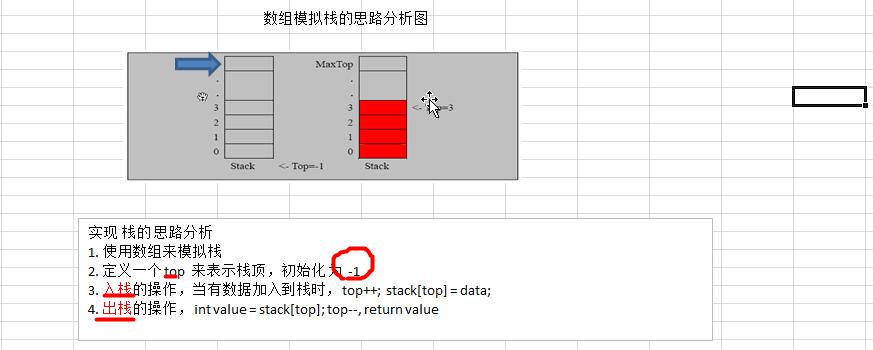 数组模拟栈的思路分析图
MaxTop
.
.
.
.
3
3
<- Top=3
2
2
1
1
0
0
Stack
<- Top=-1
Stack
实现 栈的 思路分析
1. 使用数组来模拟栈
2. 定义一个 top 来表示栈顶，初始化 为 -1
3. 入栈的操作，当有数据加入到栈时，top++; stack[top] = data;
4. 出栈的操作， int value = stack[top]; top--, return value